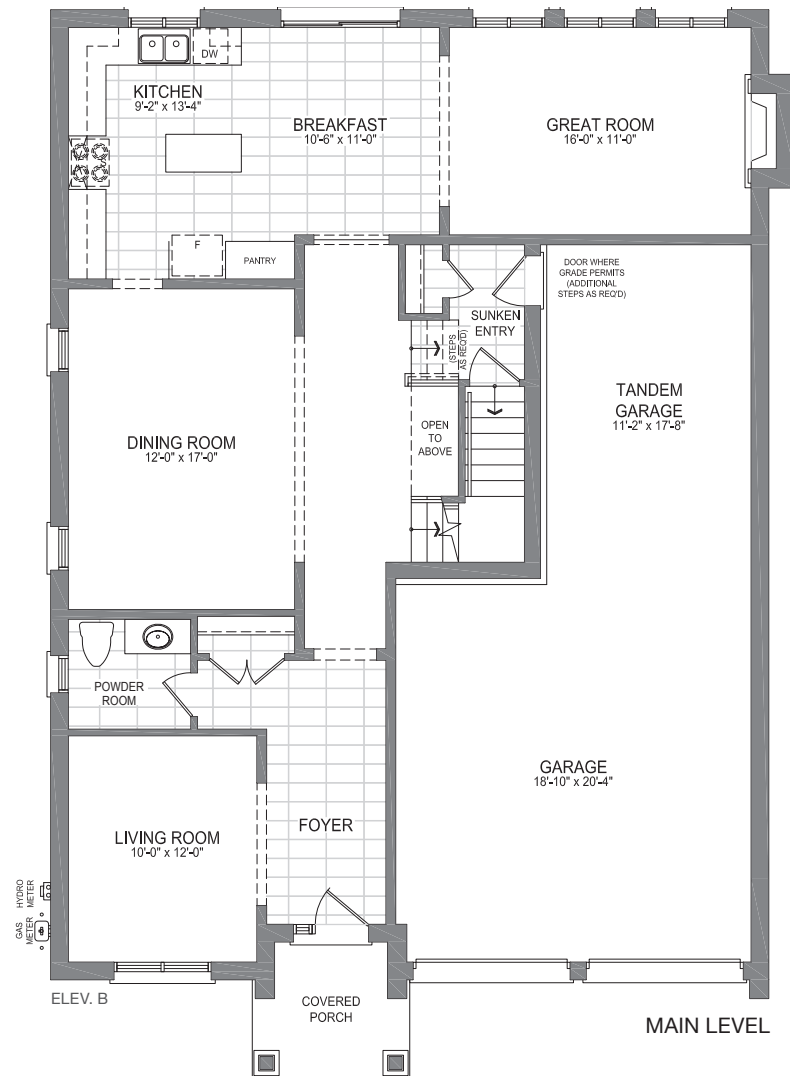 DW
KITCHEN
9'-2" x 13'-4"
BREAKFAST
10'-6" x 11'-0"
GREAT ROOM
16'-0" x 11'-0"
F
PANTRY
DOOR WHERE
GRADE PERMITS
(ADDITIONAL
STEPS AS REQ'D)
SUNKEN
ENTRY
(STEPS
AS REQ'D)
TANDEM
GARAGE
11'-2" x 17'-8"
OPEN
TO
ABOVE
DINING ROOM
12'-0" x 17'-0"
POWDER
ROOM
GARAGE
18'-10" x 20'-4"
FOYER
LIVING ROOM
10'-0" x 12'-0"
HYDRO
METER
GAS
METER
ELEV. B
COVERED
PORCH
MAIN LEVEL